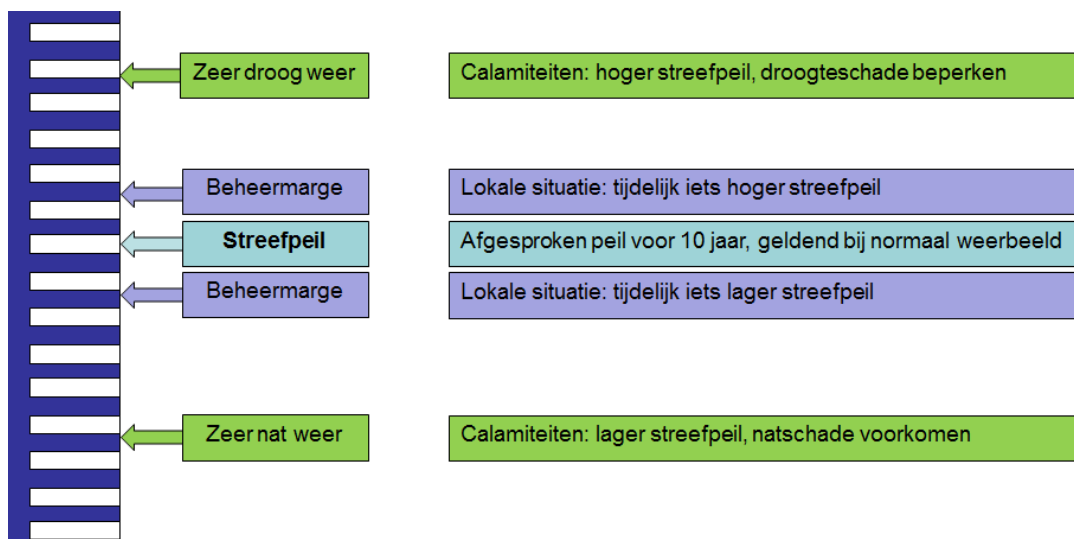 Zeer droog weer
Calamiteiten: hoger streefpeil, droogteschade beperken
Beheermarge
Lokale situatie: tijdelijk iets hoger streefpeil
Streefpeil
Afgesproken peil voor 10 jaar, geldend bij normaal weerbeeld
Beheermarge
Lokale situatie: tijdelijk iets lager streefpeil
Zeer nat weer
Calamiteiten: lager streefpeil, natschade voorkomen